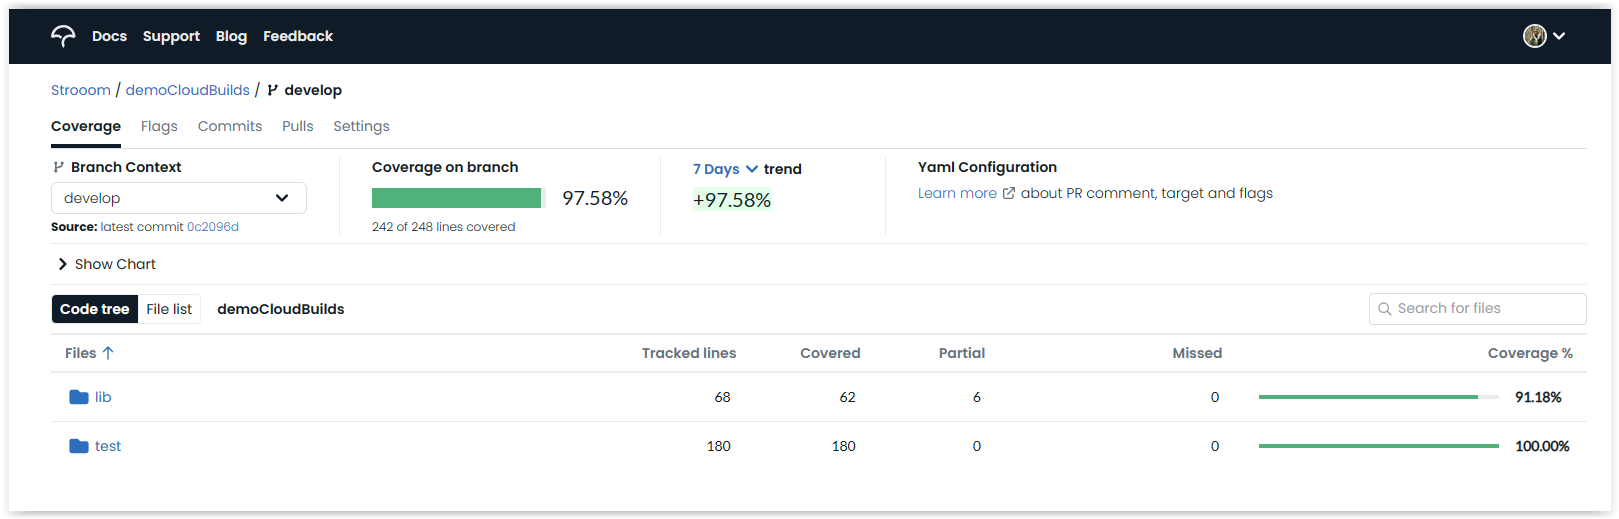 Docs Support Blog Feedback
Strooom / demoCloudBuilds / develop
Coverage Flags Commits Pulls Settings
Branch Context
develop
Source: latest commit 0c2096d
Coverage on branch
97.58%
242 of 248 lines covered
7 Days trend
+97.58%
Yaml Configuration
Learn more about PR comment, target and flags
Show Chart
Code tree File list demoCloudBuilds Search for files
Files Tracked lines Covered Partial Missed Coverage %
lib 68 62 6 0 91.18%
test 180 180 0 0 100.00%